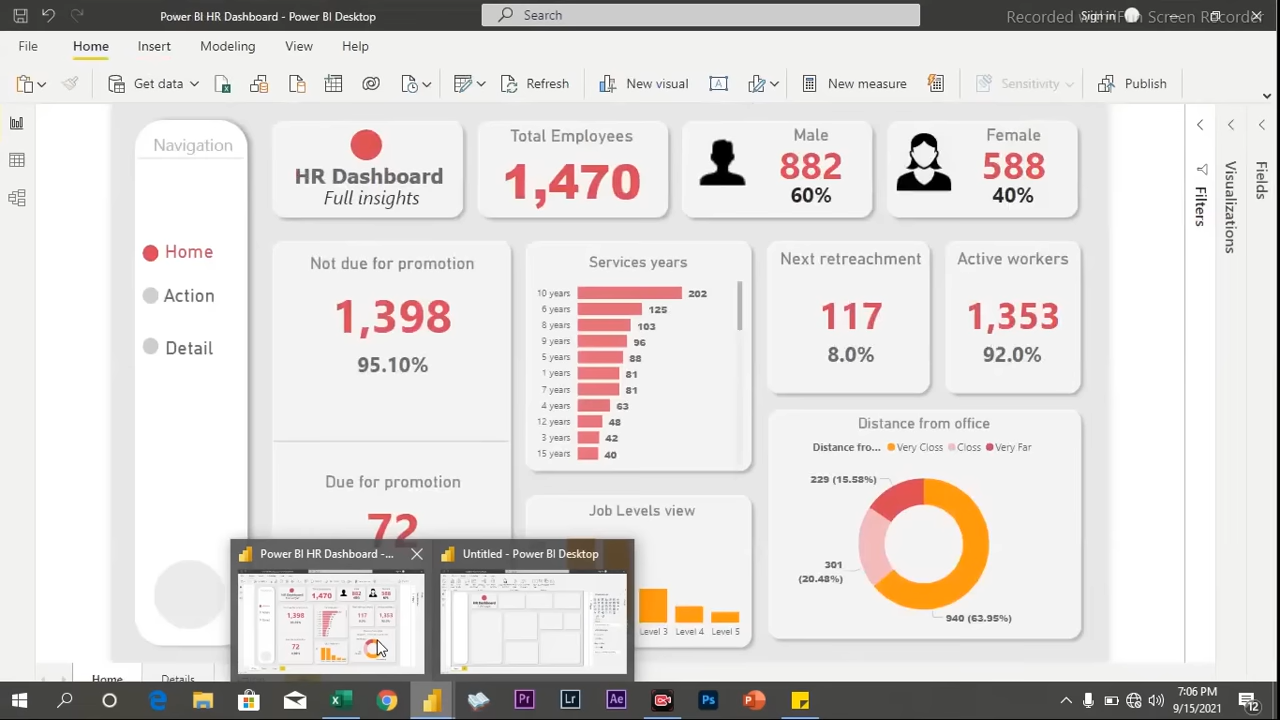 Power BI HR Dashboard - Power BI Desktop
Search
Sign in
Recorded with iFun Screen Recorder
File
Home
Insert
Modeling
View
Help
Get data
Refresh
New visual
New measure
Sensitivity
Publish
Navigation
Home
Action
Detail
HR Dashboard
Full insights
Total Employees
1,470
Male
882
60%
Female
588
40%
Filters
Visualizations
Fields
Not due for promotion
1,398
95.10%
Due for promotion
72
Services years
10 years 202
6 years 125
8 years 103
9 years 96
5 years 88
1 years 81
7 years 81
4 years 63
12 years 48
3 years 42
15 years 40
Next retreachment
117
8.0%
Active workers
1,353
92.0%
Job Levels view
Level 3 Level 4 Level 5
Distance from office
Distance fro... Very Closs Closs Very Far
229 (15.58%)
301
(20.48%)
940 (63.95%)
Power BI HR Dashboard -...
Untitled - Power BI Desktop
Home
Details
7:06 PM
9/15/2021
12